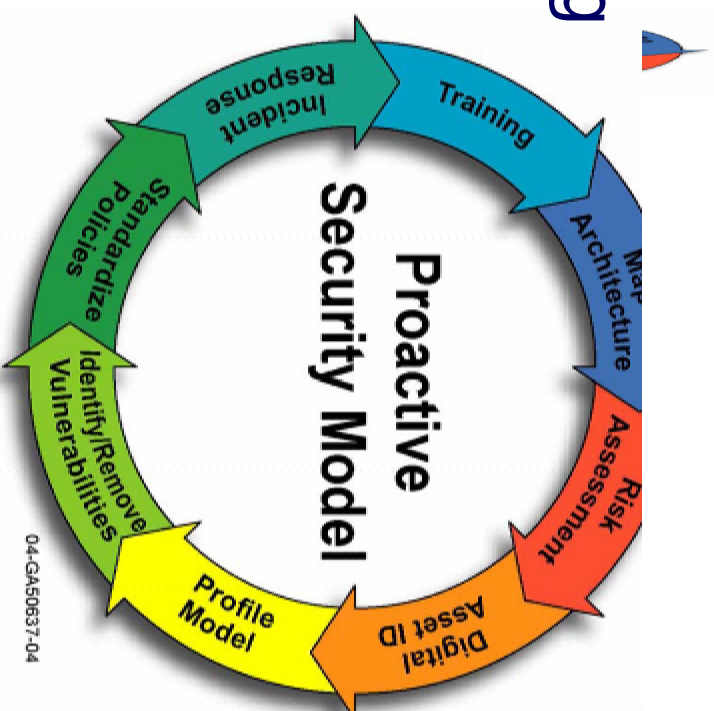 g
Proactive
Security Model
Map
Architecture
Risk
Assessment
Digital
Asset ID
Profile
Model
Identify/Remove
Vulnerabilities
Standardize
Policies
Incident
Response
Training
04-GA50637-04